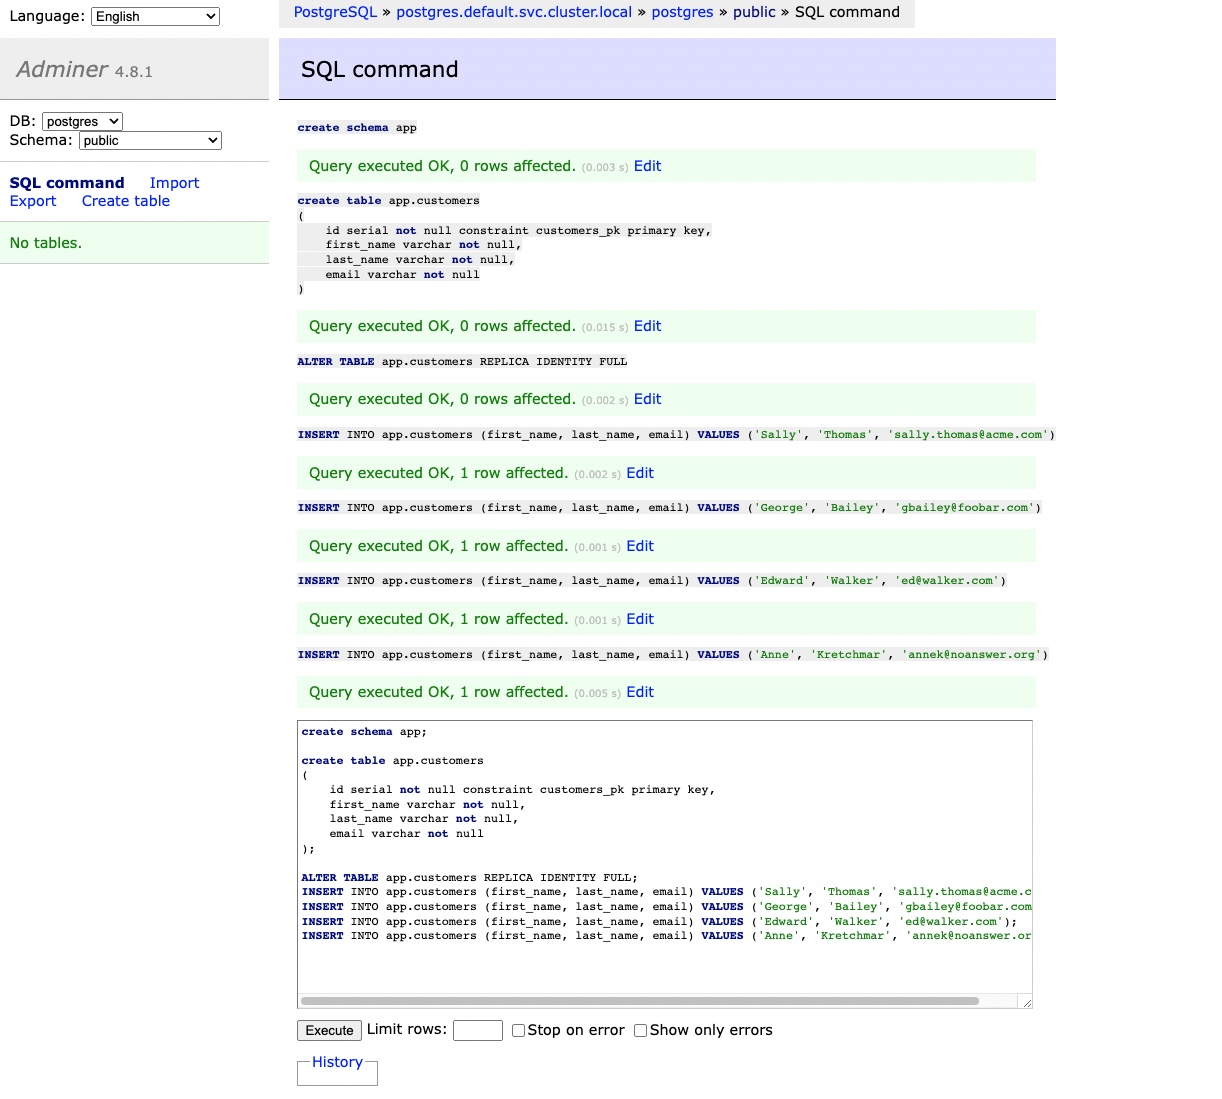 Language: English
PostgreSQL » postgres.default.svc.cluster.local » postgres » public » SQL command
Adminer 4.8.1
SQL command
DB: postgres
Schema: public
SQL command Import
Export Create table
No tables.
create schema app
Query executed OK, 0 rows affected. (0.003 s) Edit
create table app.customers
(
    id serial not null constraint customers_pk primary key,
    first_name varchar not null,
    last_name varchar not null,
    email varchar not null
)
Query executed OK, 0 rows affected. (0.015 s) Edit
ALTER TABLE app.customers REPLICA IDENTITY FULL
Query executed OK, 0 rows affected. (0.002 s) Edit
INSERT INTO app.customers (first_name, last_name, email) VALUES ('Sally', 'Thomas', 'sally.thomas@acme.com')
Query executed OK, 1 row affected. (0.002 s) Edit
INSERT INTO app.customers (first_name, last_name, email) VALUES ('George', 'Bailey', 'gbailey@foobar.com')
Query executed OK, 1 row affected. (0.001 s) Edit
INSERT INTO app.customers (first_name, last_name, email) VALUES ('Edward', 'Walker', 'ed@walker.com')
Query executed OK, 1 row affected. (0.001 s) Edit
INSERT INTO app.customers (first_name, last_name, email) VALUES ('Anne', 'Kretchmar', 'annek@noanswer.org')
Query executed OK, 1 row affected. (0.005 s) Edit
create schema app;
create table app.customers
(
    id serial not null constraint customers_pk primary key,
    first_name varchar not null,
    last_name varchar not null,
    email varchar not null
);
ALTER TABLE app.customers REPLICA IDENTITY FULL;
INSERT INTO app.customers (first_name, last_name, email) VALUES ('Sally', 'Thomas', 'sally.thomas@acme.c
INSERT INTO app.customers (first_name, last_name, email) VALUES ('George', 'Bailey', 'gbailey@foobar.com
INSERT INTO app.customers (first_name, last_name, email) VALUES ('Edward', 'Walker', 'ed@walker.com');
INSERT INTO app.customers (first_name, last_name, email) VALUES ('Anne', 'Kretchmar', 'annek@noanswer.or
Execute Limit rows: Stop on error Show only errors
History